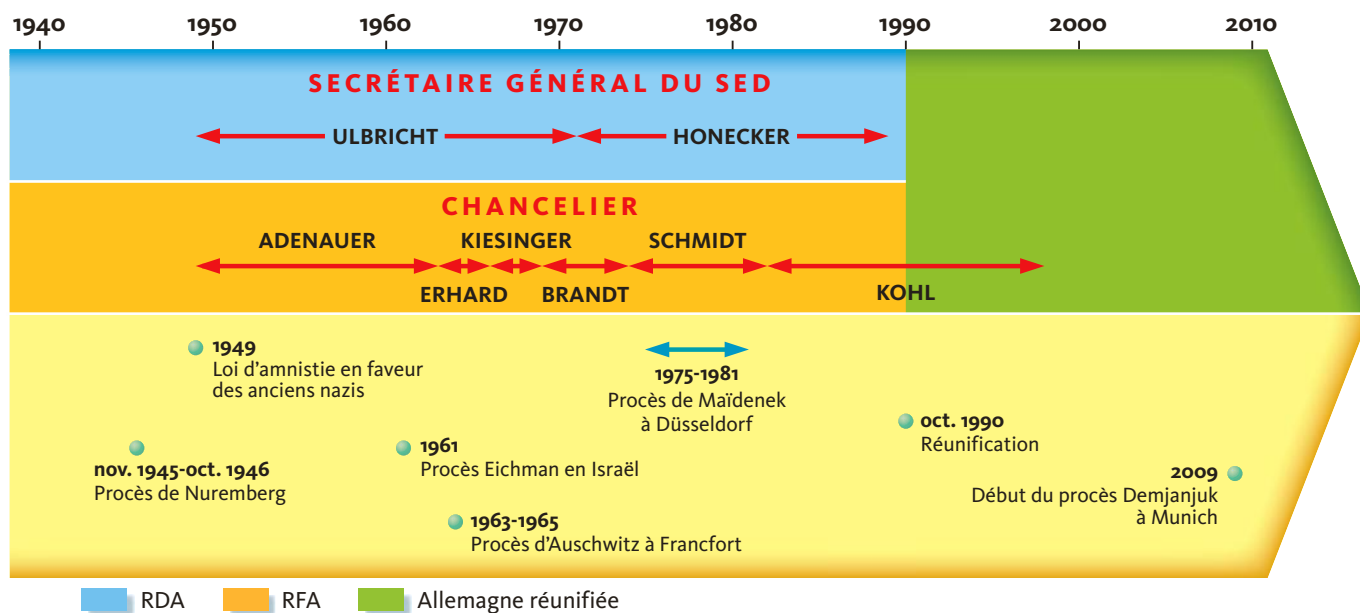 1940 1950 1960 1970 1980 1990 2000 2010
SECRÉTAIRE GÉNÉRAL DU SED
ULBRICHT HONECKER
CHANCELIER
ADENAUER KIESINGER SCHMIDT
ERHARD BRANDT KOHL
1949
Loi d'amnistie en faveur
des anciens nazis
1975-1981
Procès de Maïdenek
à Düsseldorf
nov. 1945-oct. 1946
Procès de Nuremberg
1961
Procès Eichman en Israël
1963-1965
Procès d'Auschwitz à Francfort
oct. 1990
Réunification
2009
Début du procès Demjanjuk
à Munich
RDA RFA Allemagne réunifiée